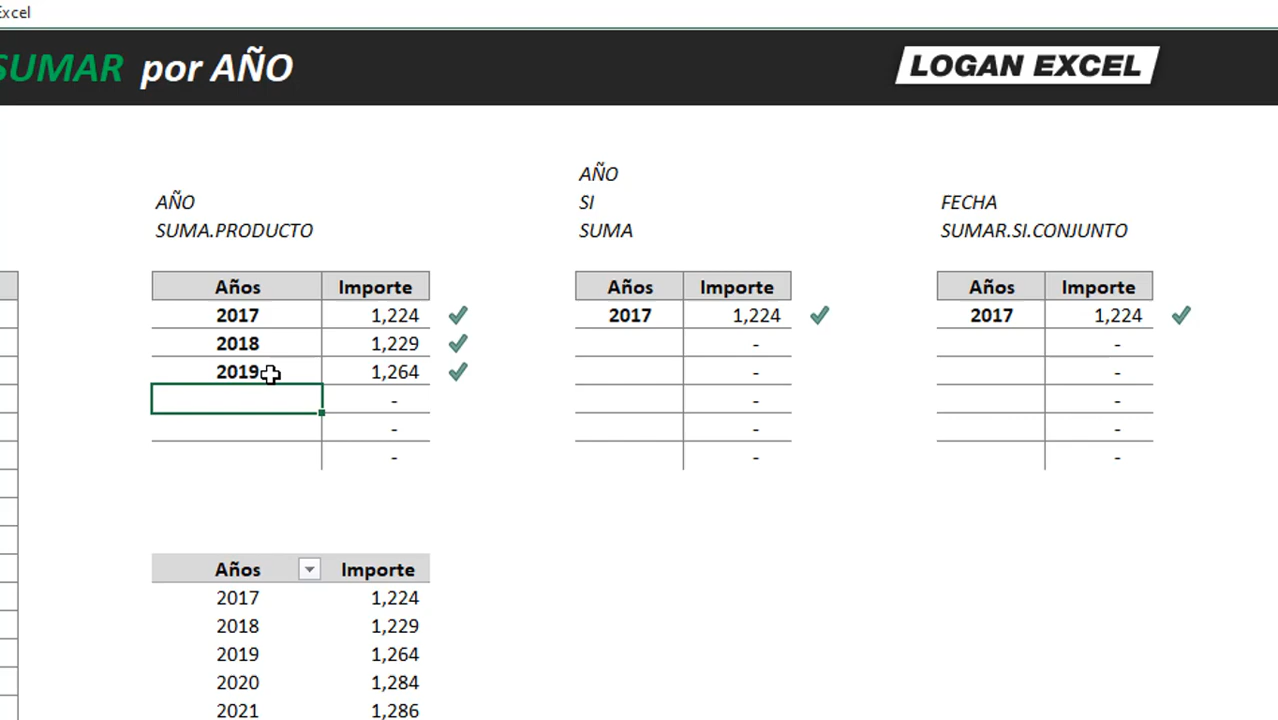 Excel
SUMAR por AÑO
LOGAN EXCEL
AÑO
SUMA.PRODUCTO
Años Importe
2017 1,224
2018 1,229
2019 1,264
-
-
-
AÑO
SI
SUMA
Años Importe
2017 1,224
-
-
-
-
-
FECHA
SUMAR.SI.CONJUNTO
Años Importe
2017 1,224
-
-
-
-
-
Años Importe
2017 1,224
2018 1,229
2019 1,264
2020 1,284
2021 1,286